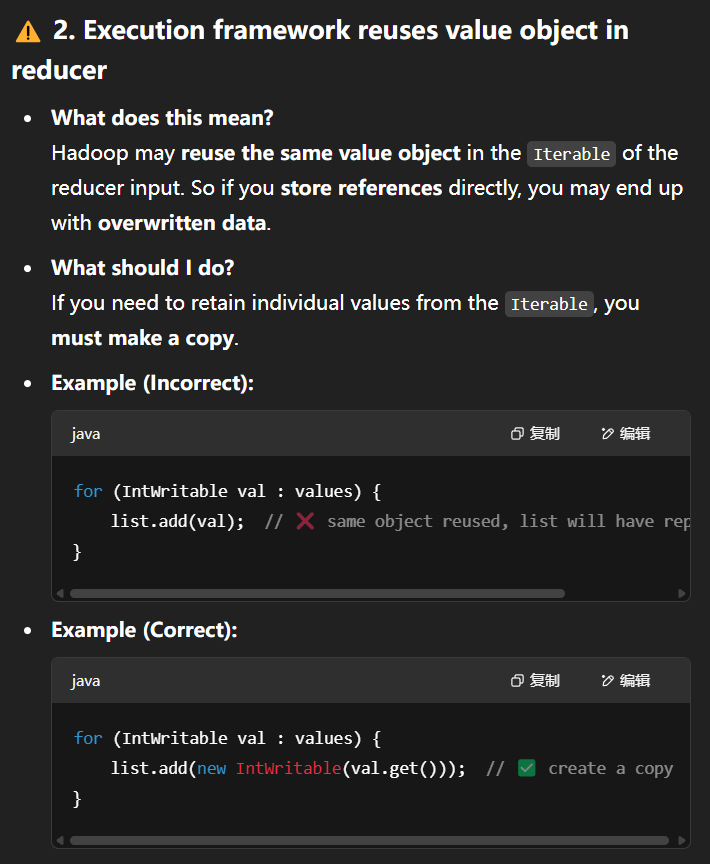 ⚠️ 2. Execution framework reuses value object in
reducer
• What does this mean?
Hadoop may reuse the same value object in the Iterable of the
reducer input. So if you store references directly, you may end up
with overwritten data.
• What should I do?
If you need to retain individual values from the Iterable, you
must make a copy.
• Example (Incorrect):
java 复制 编辑
for (IntWritable val : values) {
    list.add(val);  // ❌ same object reused, list will have rep
}
• Example (Correct):
java 复制 编辑
for (IntWritable val : values) {
    list.add(new IntWritable(val.get()));  // ✅ create a copy
}